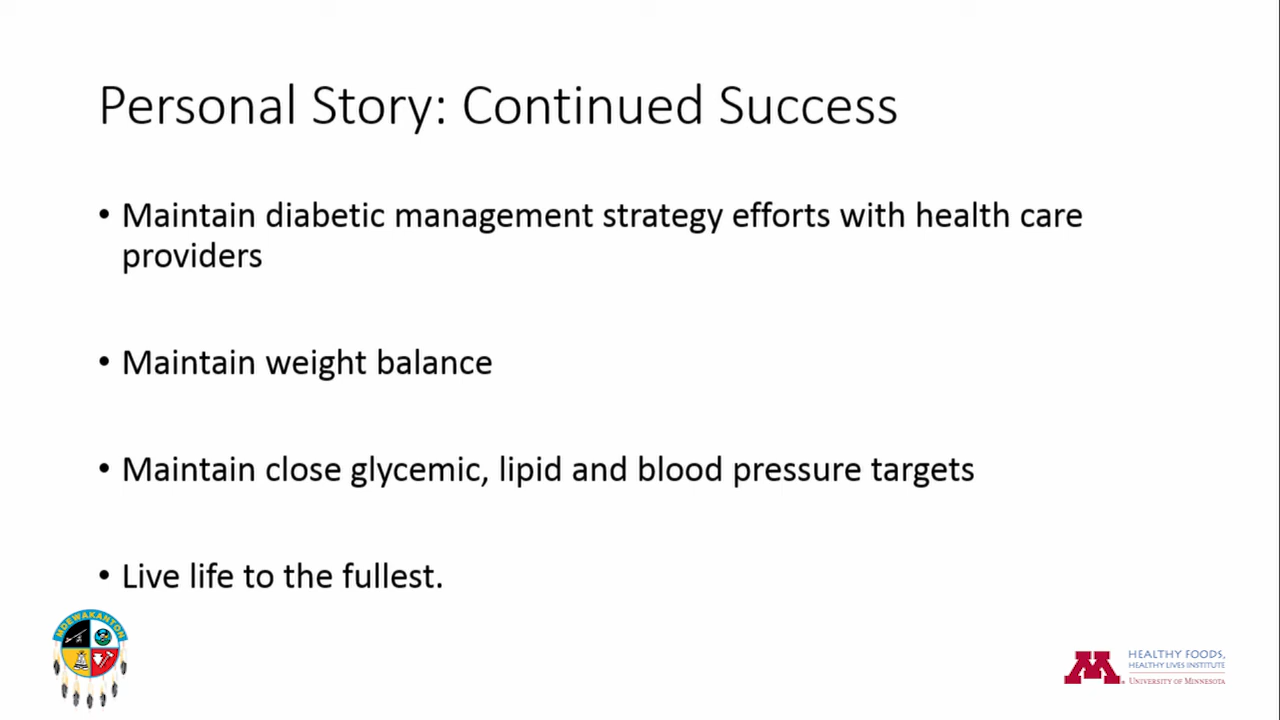 Personal Story: Continued Success
• Maintain diabetic management strategy efforts with health care
providers
• Maintain weight balance
• Maintain close glycemic, lipid and blood pressure targets
• Live life to the fullest.
MDEWAKANTON
M
HEALTHY FOODS,
HEALTHY LIVES INSTITUTE
UNIVERSITY OF MINNESOTA